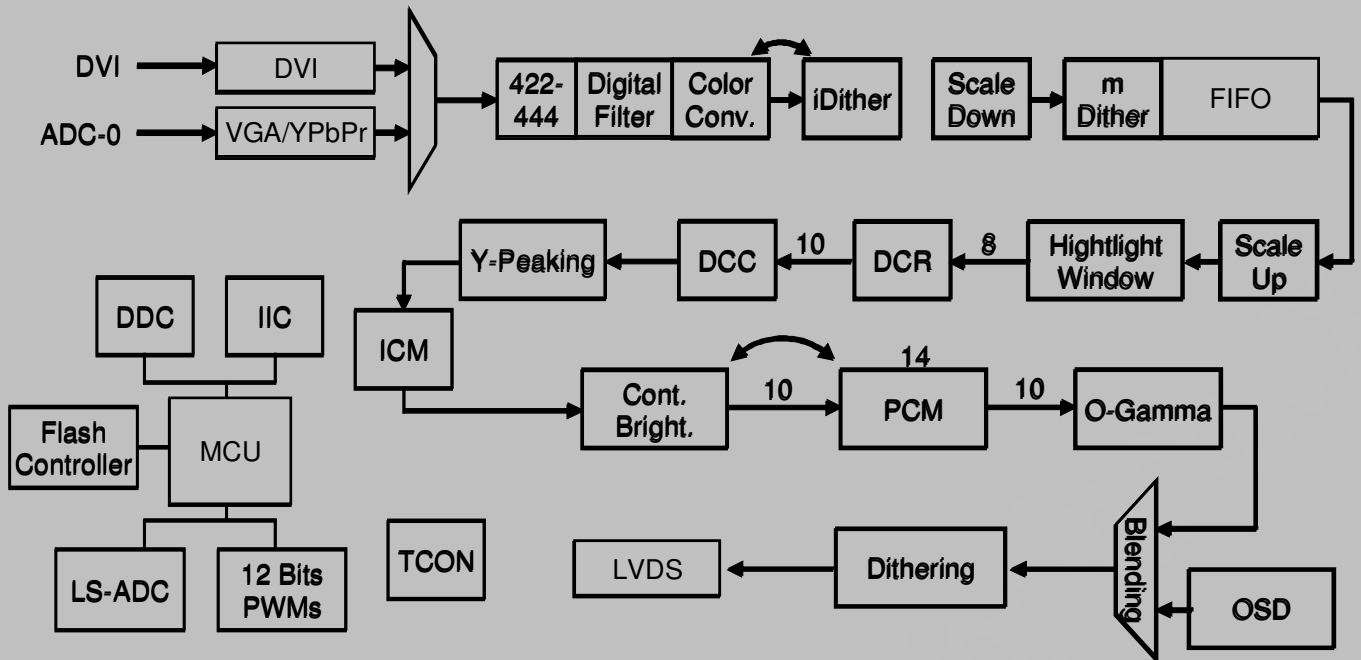 DVI
DVI
ADC-0
VGA/YPbPr
422-
444
Digital
Filter
Color
Conv.
iDither
Scale
Down
m
Dither
FIFO
Y-Peaking
DCC
10
DCR
8
Hightlight
Window
Scale
Up
DDC
IIC
ICM
Cont.
Bright.
10
14
PCM
10
O-Gamma
Flash
Controller
MCU
LS-ADC
12 Bits
PWMs
TCON
LVDS
Dithering
Blending
OSD